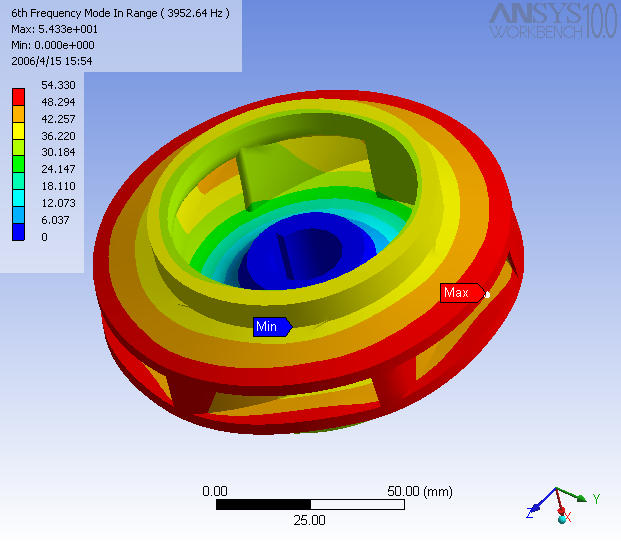 6th Frequency Mode In Range ( 3952.64 Hz )
Max: 5.433e+001
Min: 0.000e+000
2006/4/15 15:54
ANSYS 10.0
WORKBENCH
54.330
48.294
42.257
36.220
30.184
24.147
18.110
12.073
6.037
0
Max
Min
0.00
50.00 (mm)
25.00
Y
Z
X